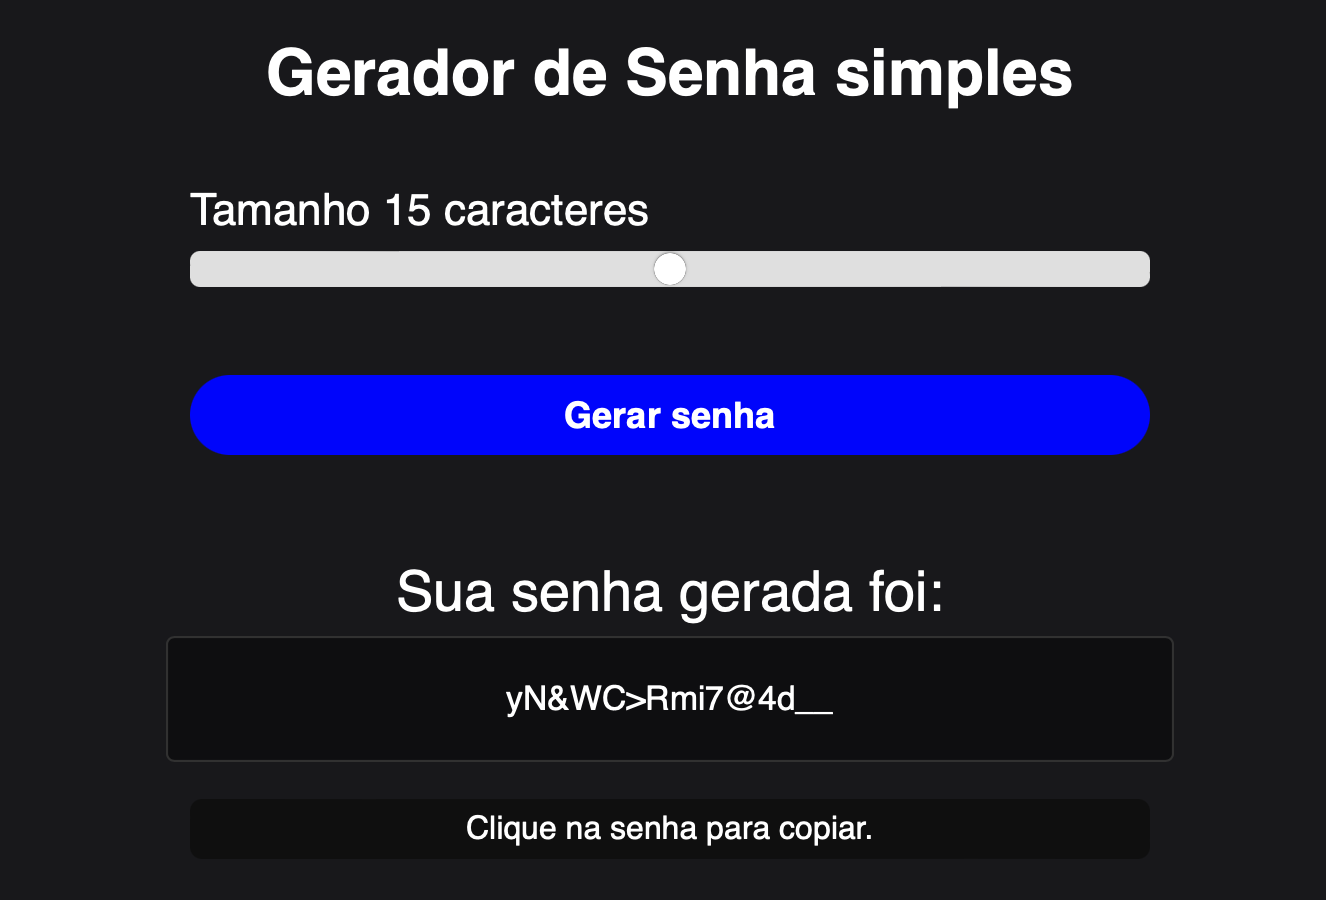 Gerador de Senha simples
Tamanho 15 caracteres
Gerar senha
Sua senha gerada foi:
yN&WC>Rmi7@4d__
Clique na senha para copiar.